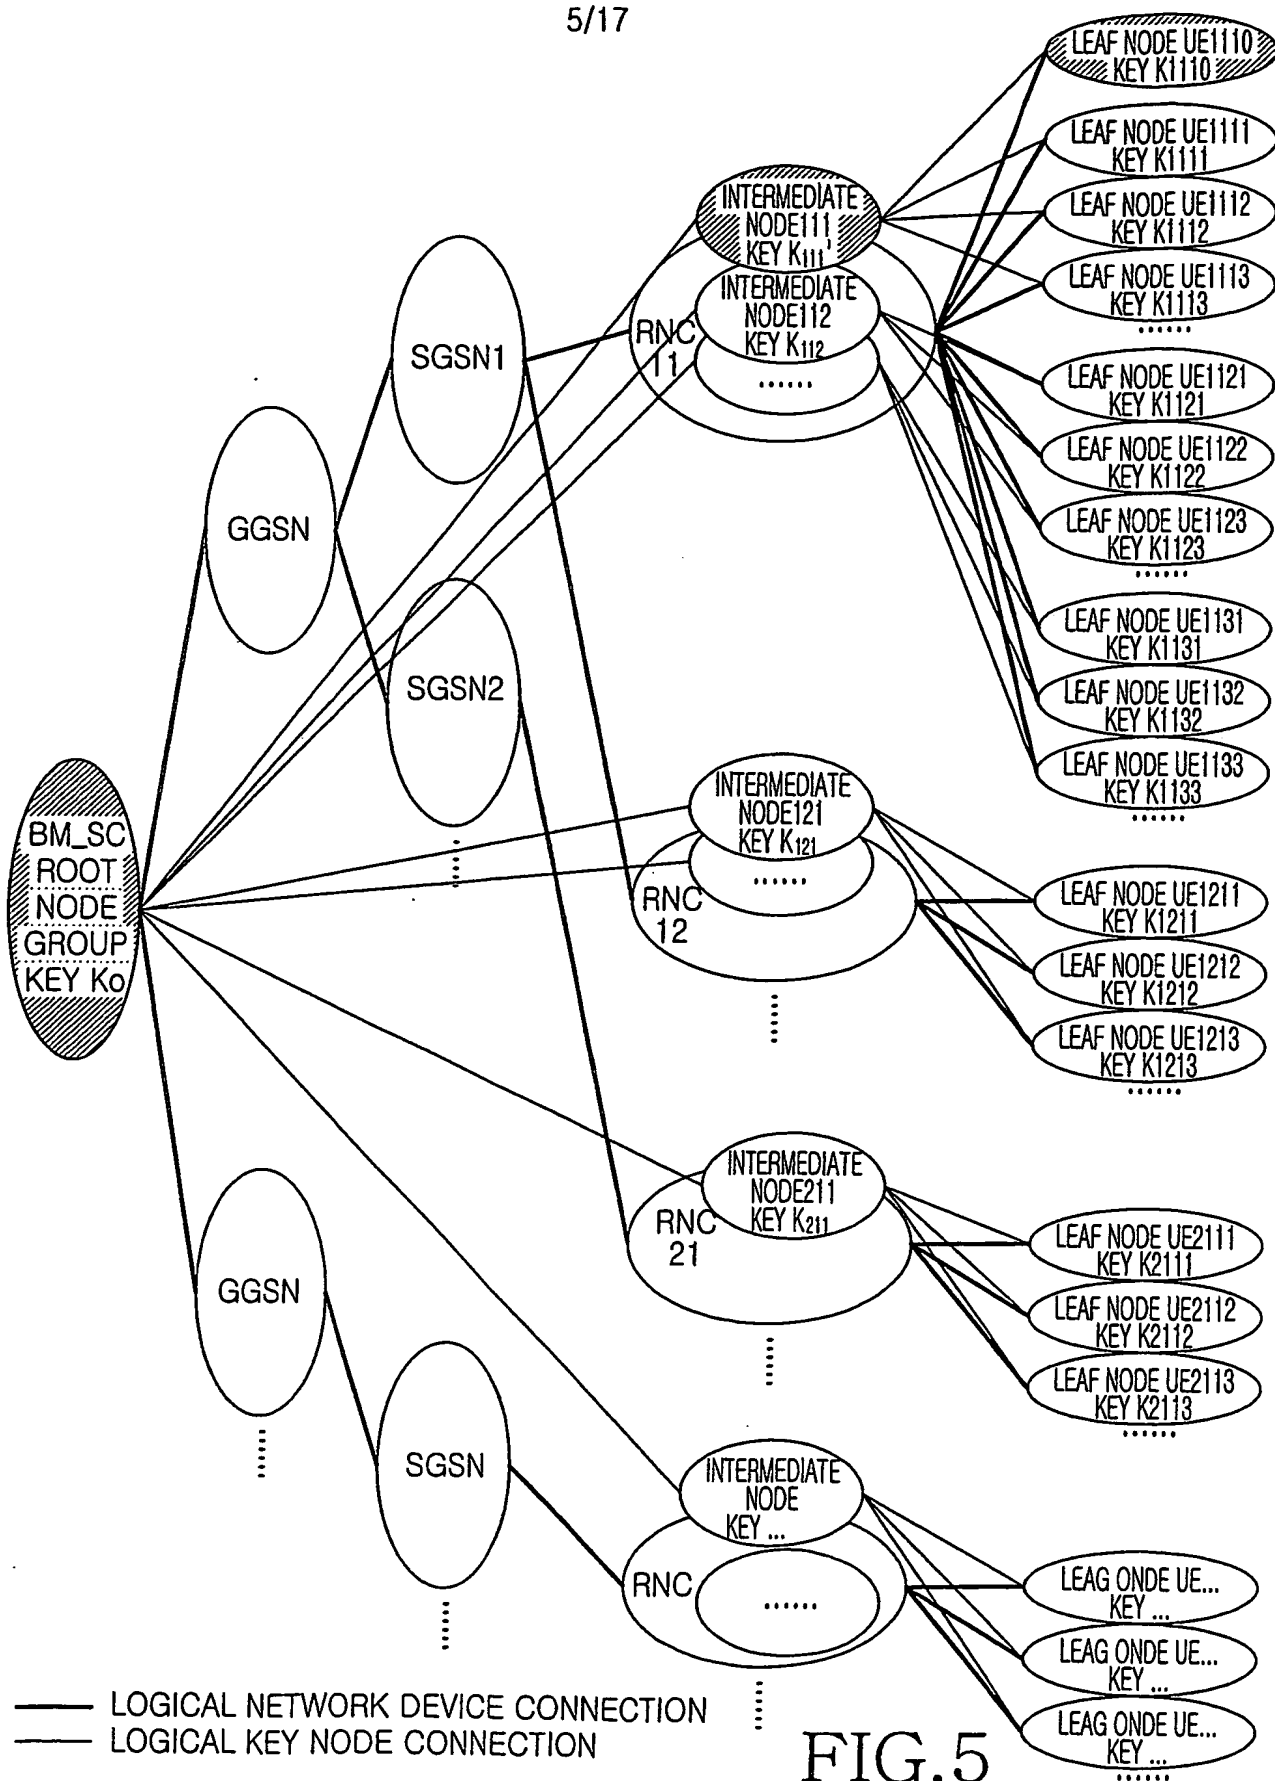 5/17
LEAF NODE UE1110
KEY K1110
LEAF NODE UE1111
KEY K1111
LEAF NODE UE1112
KEY K1112
LEAF NODE UE1113
KEY K1113
......
INTERMEDIATE
NODE111
KEY K111'
INTERMEDIATE
NODE112
KEY K112
......
RNC
11
SGSN1
LEAF NODE UE1121
KEY K1121
LEAF NODE UE1122
KEY K1122
LEAF NODE UE1123
KEY K1123
......
GGSN
SGSN2
......
LEAF NODE UE1131
KEY K1131
LEAF NODE UE1132
KEY K1132
LEAF NODE UE1133
KEY K1133
......
BM_SC
ROOT
NODE
GROUP
KEY Ko
INTERMEDIATE
NODE121
KEY K121
......
RNC
12
......
LEAF NODE UE1211
KEY K1211
LEAF NODE UE1212
KEY K1212
LEAF NODE UE1213
KEY K1213
......
INTERMEDIATE
NODE211
KEY K211
RNC
21
......
LEAF NODE UE2111
KEY K2111
LEAF NODE UE2112
KEY K2112
LEAF NODE UE2113
KEY K2113
......
GGSN
......
SGSN
......
INTERMEDIATE
NODE
KEY ...
RNC
......
......
LEAG ONDE UE...
KEY ...
LEAG ONDE UE...
KEY ...
LEAG ONDE UE...
KEY ...
......
LOGICAL NETWORK DEVICE CONNECTION
LOGICAL KEY NODE CONNECTION
FIG.5